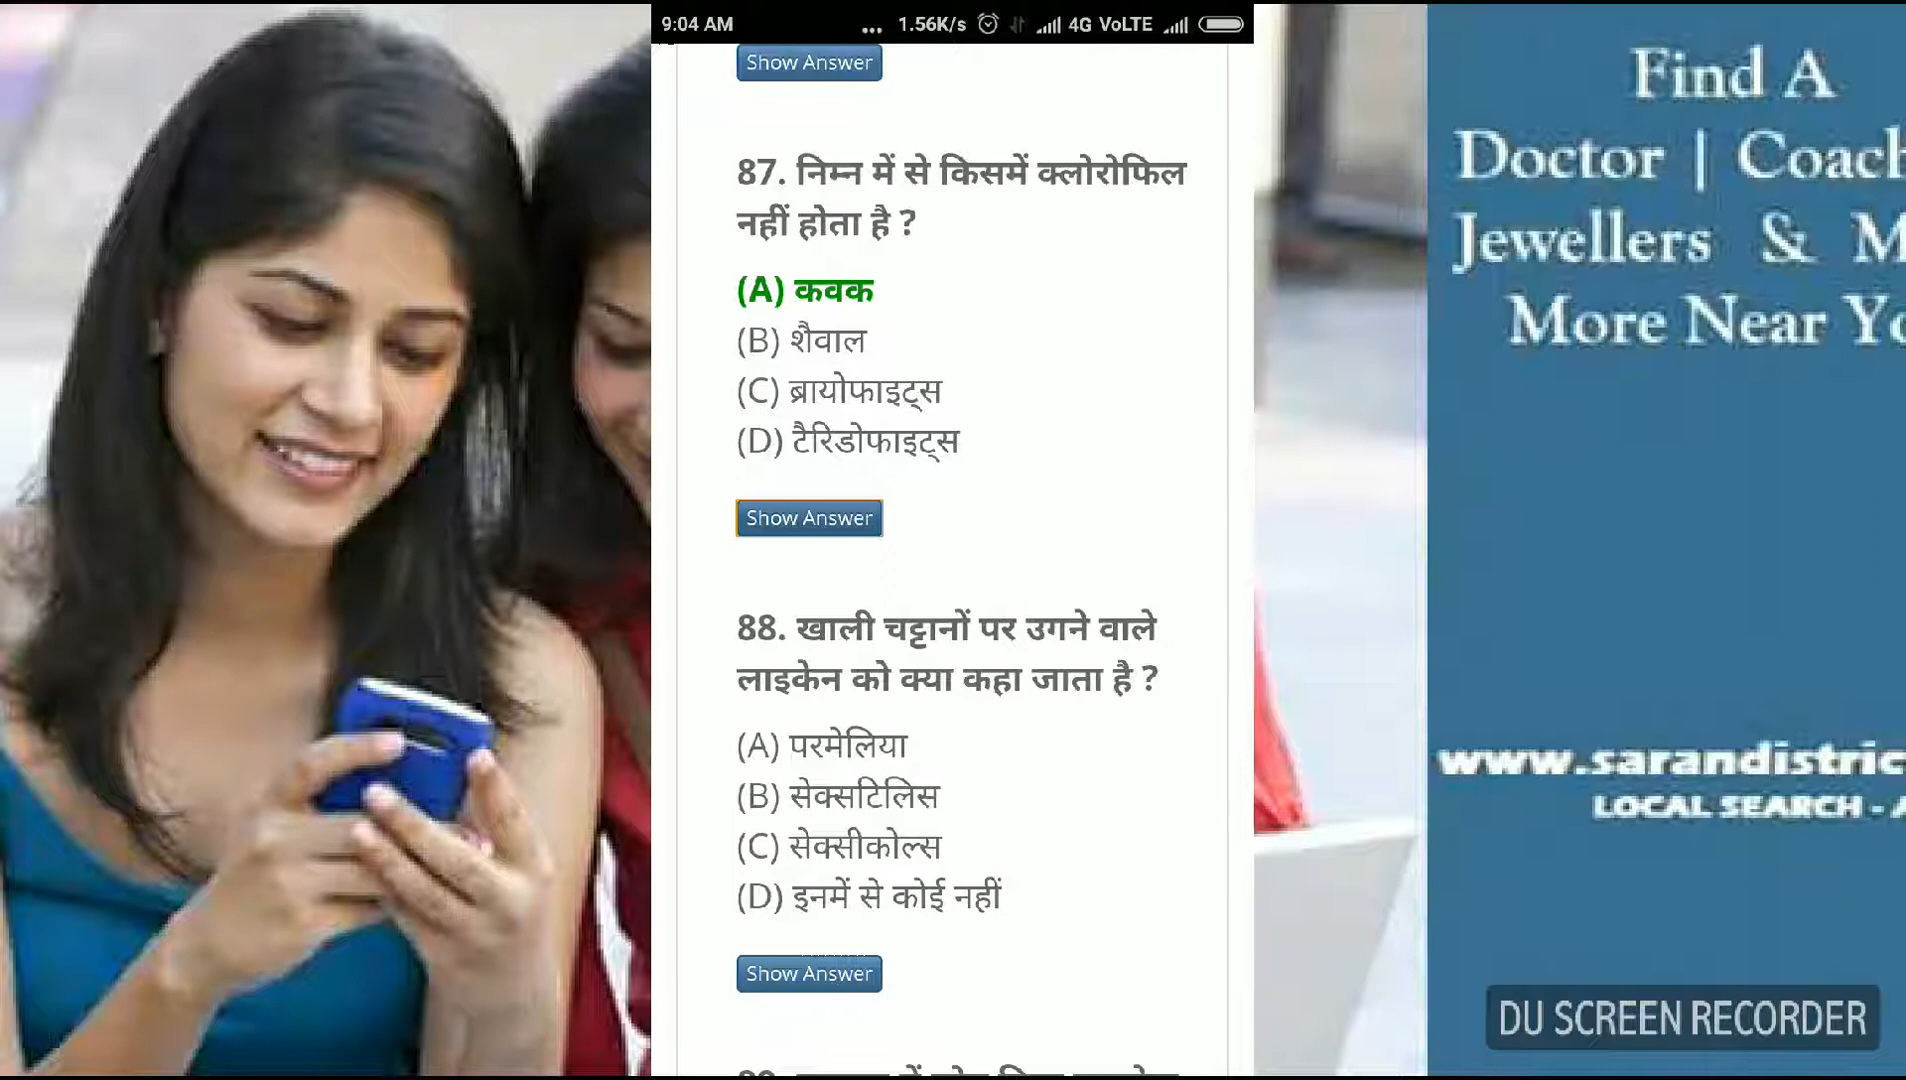 9:04 AM ... 1.56K/s 4G VoLTE
Show Answer
87. निम्न में से किसमें क्लोरोफिल
नहीं होता है ?
(A) कवक
(B) शैवाल
(C) ब्रायोफाइट्स
(D) टैरिडोफाइट्स
Show Answer
88. खाली चट्टानों पर उगने वाले
लाइकेन को क्या कहा जाता है ?
(A) परमेलिया
(B) सेक्सटिलिस
(C) सेक्सीकोल्स
(D) इनमें से कोई नहीं
Show Answer
89.
Find A
Doctor | Coach
Jewellers & M
More Near Yo
www.sarandistric
LOCAL SEARCH - A
DU SCREEN RECORDER